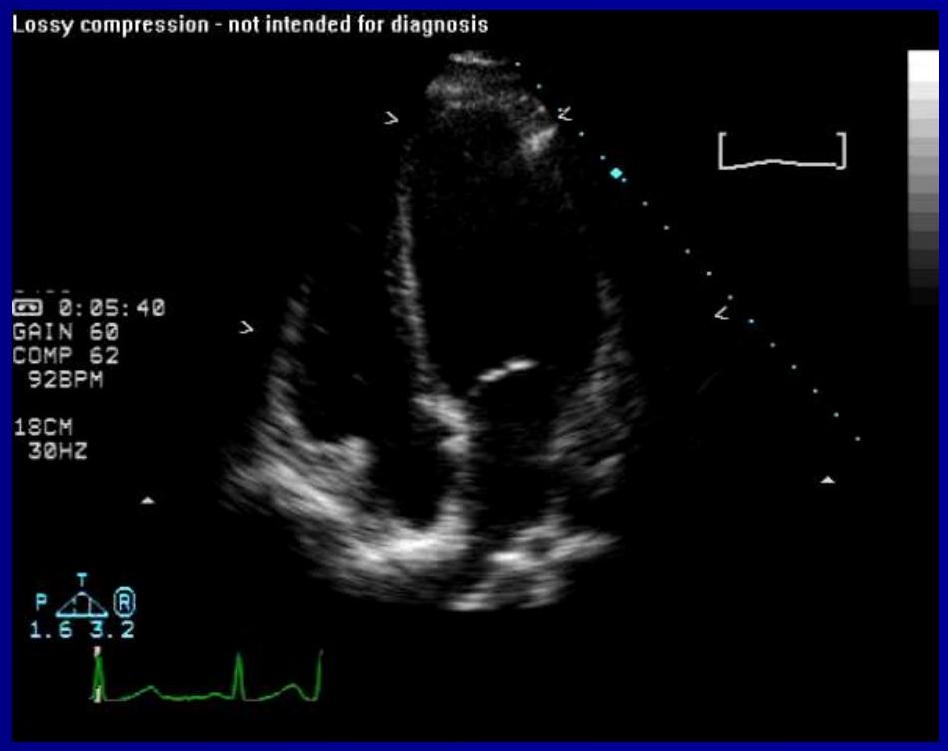 Lossy compression - not intended for diagnosis
0:05:40
GAIN 60
COMP 62
92BPM
18CM
30HZ
T
P R
1.6 3.2